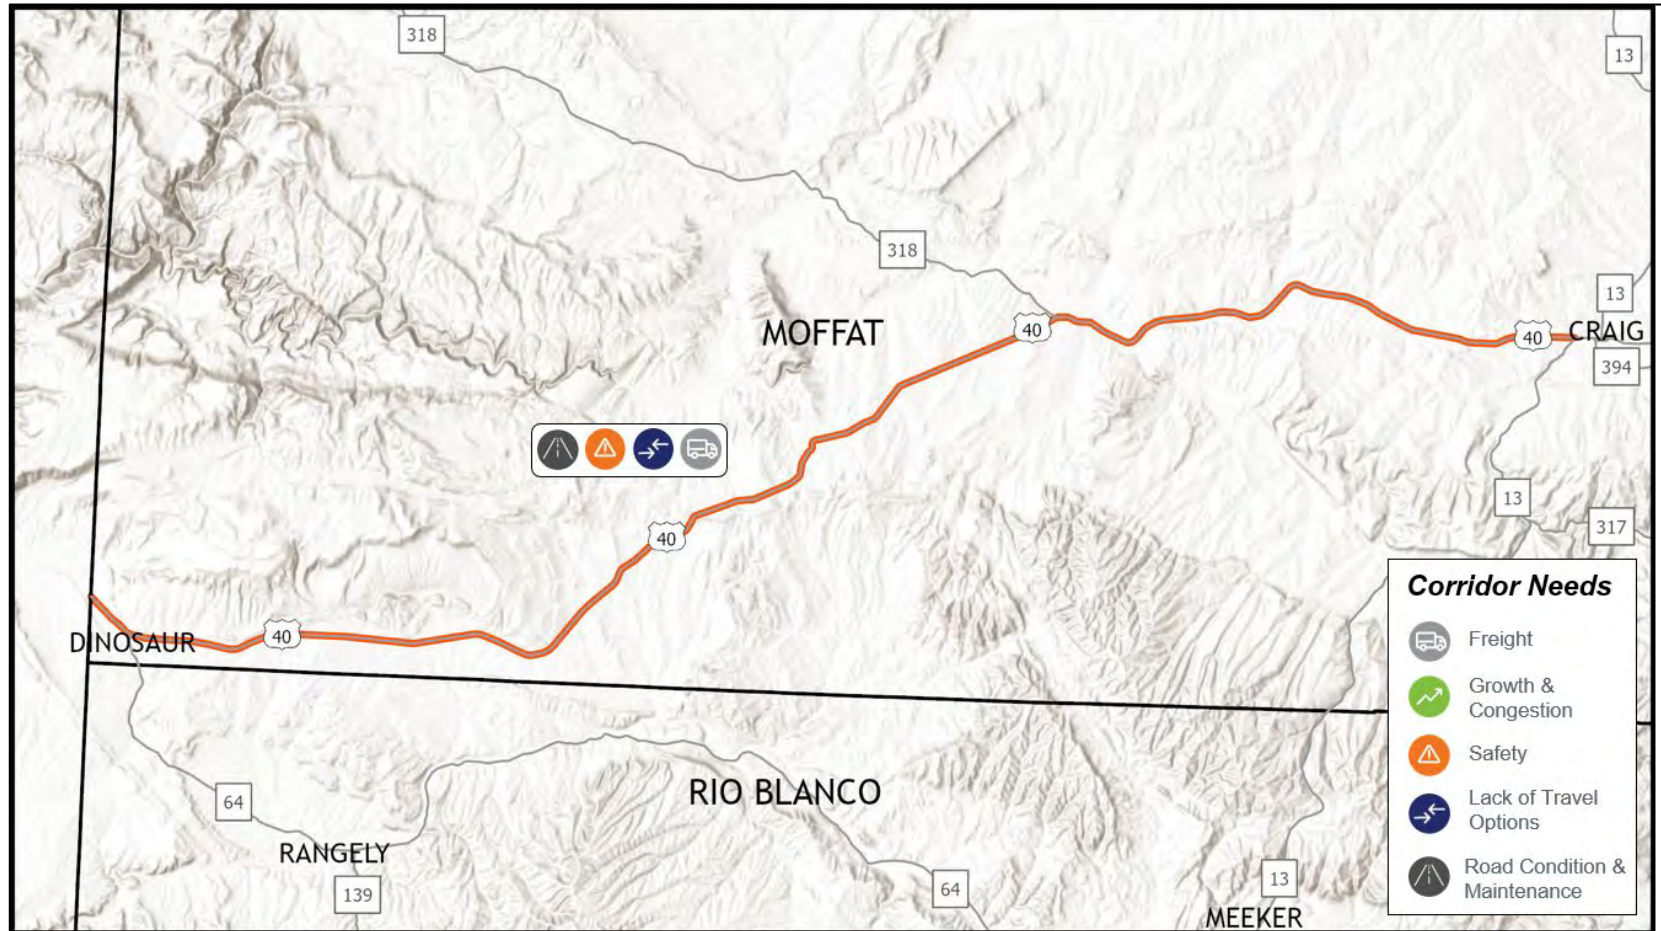 318
13
318
13
MOFFAT
40
40
CRAIG
394
13
317
40
Corridor Needs
Freight
Growth &
Congestion
Safety
Lack of Travel
Options
Road Condition &
Maintenance
DINOSAUR
40
RIO BLANCO
64
RANGELY
139
64
13
MEEKER